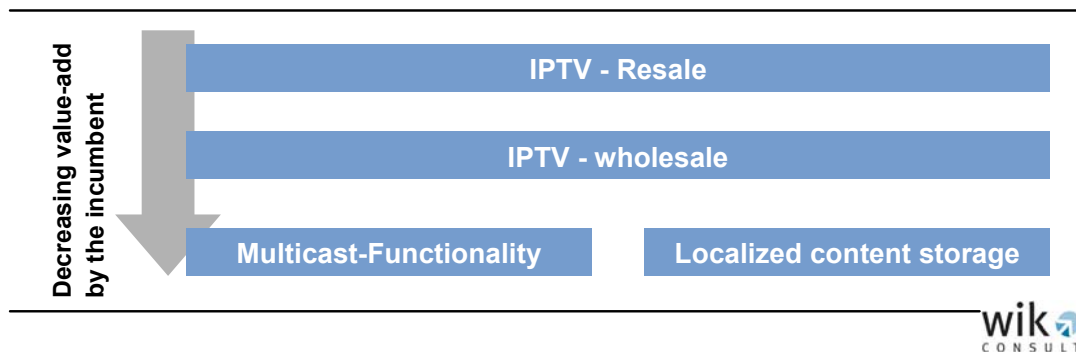 Decreasing value-add
by the incumbent
IPTV - Resale
IPTV - wholesale
Multicast-Functionality
Localized content storage
wik
CONSULT